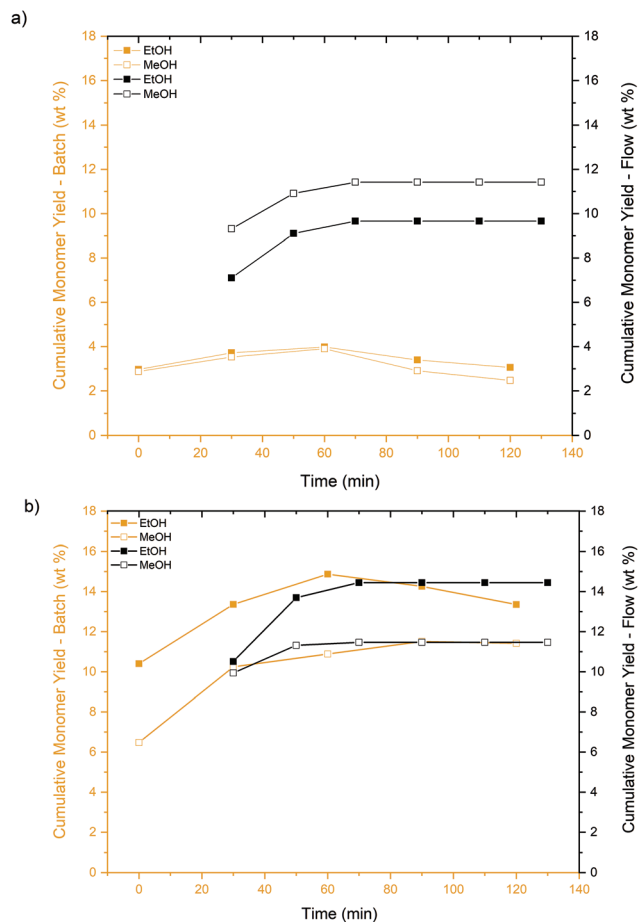 a)
EtOH
MeOH
EtOH
MeOH
Cumulative Monomer Yield - Batch (wt %)
18
16
14
12
10
8
6
4
2
0
0 20 40 60 80 100 120 140
Time (min)
18
16
14
12
10
8
6
4
2
0
Cumulative Monomer Yield - Flow (wt %)
b)
EtOH
MeOH
EtOH
MeOH
Cumulative Monomer Yield - Batch (wt %)
18
16
14
12
10
8
6
4
2
0
0 20 40 60 80 100 120 140
Time (min)
18
16
14
12
10
8
6
4
2
0
Cumulative Monomer Yield - Flow (wt %)